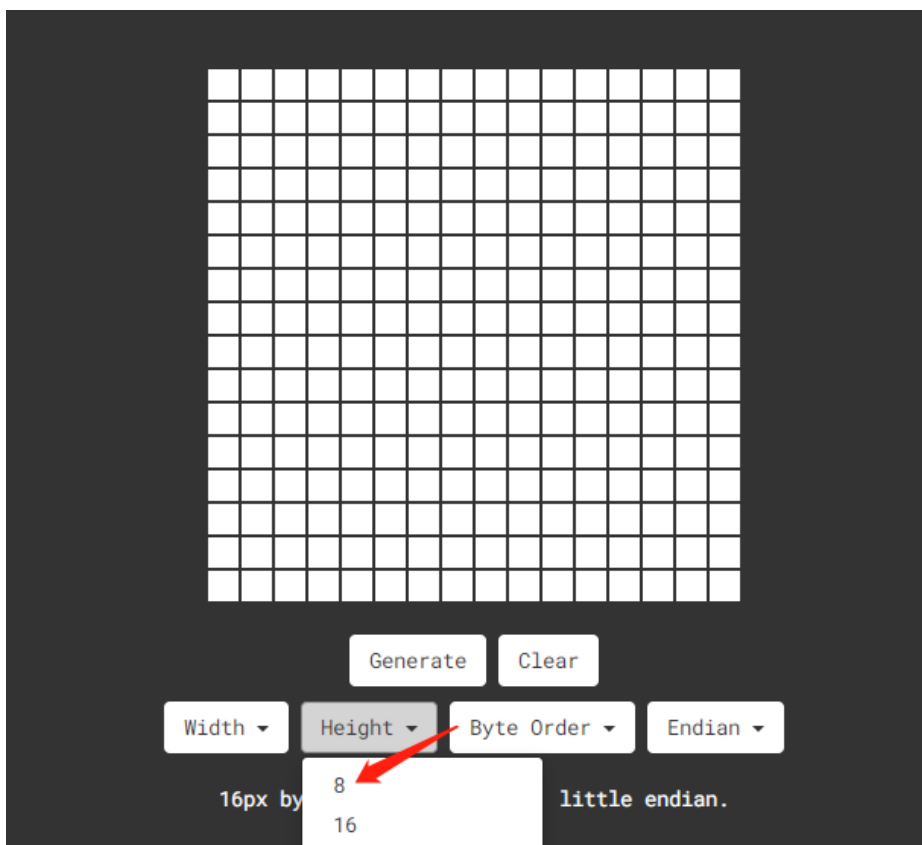 Generate Clear
Width Height Byte Order Endian
8
16px by little endian.
16